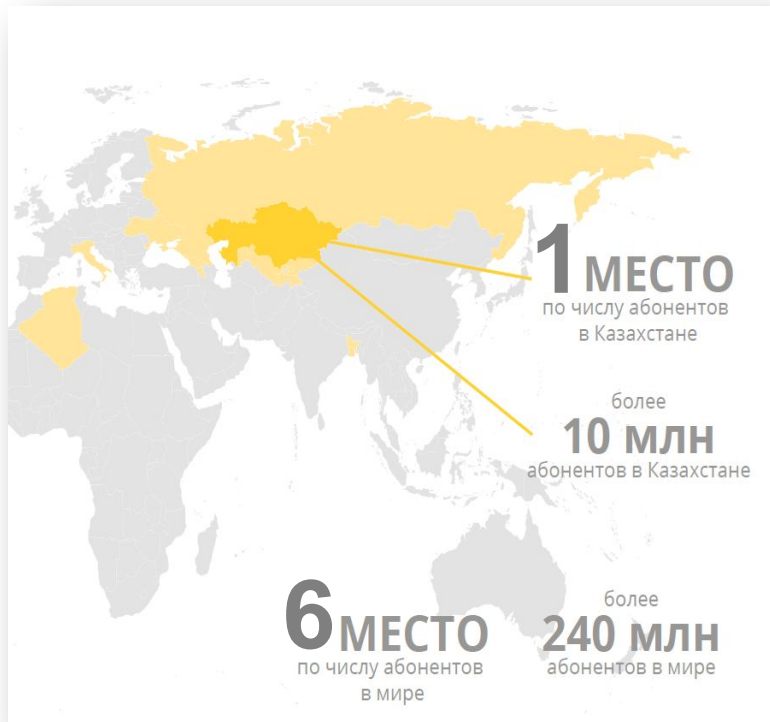 1 МЕСТО
по числу абонентов
в Казахстане
более
10 млн
абонентов в Казахстане
6 МЕСТО
по числу абонентов
в мире
более
240 млн
абонентов в мире